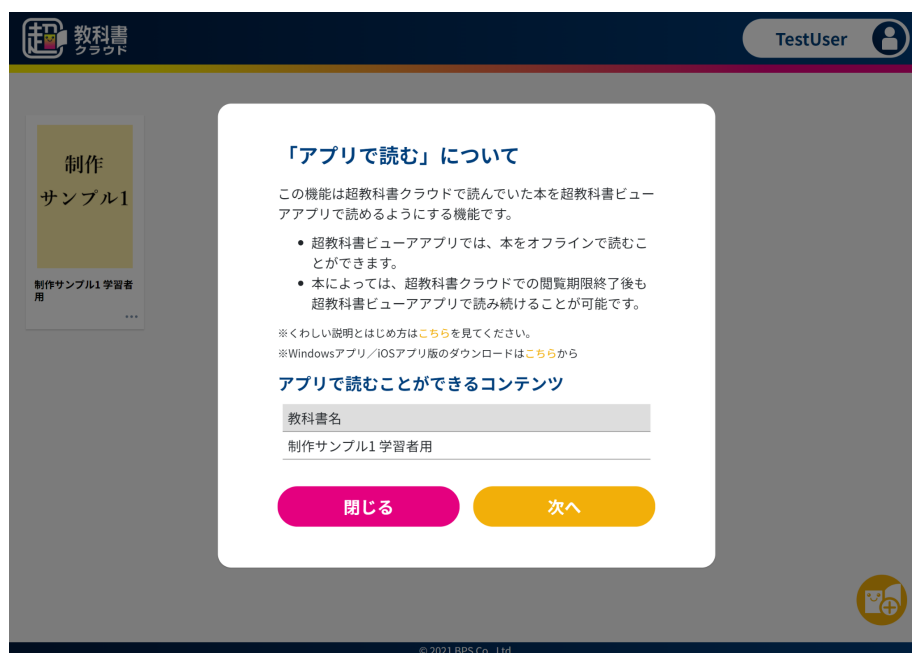 超 教科書
クラウド
TestUser
制作
サンプル1
制作サンプル1 学習者
用
「アプリで読む」について
この機能は超教科書クラウドで読んでいた本を超教科書ビュー
アアプリで読めるようにする機能です。
• 超教科書ビューアアプリでは、本をオフラインで読むこ
とができます。
• 本によっては、超教科書クラウドでの閲覧期限終了後も
超教科書ビューアアプリで読み続けることが可能です。
※くわしい説明とはじめ方はこちらを見てください。
※Windowsアプリ／iOSアプリ版のダウンロードはこちらから
アプリで読むことができるコンテンツ
教科書名
制作サンプル1 学習者用
閉じる
次へ
© 2021 BPS Co., Ltd.